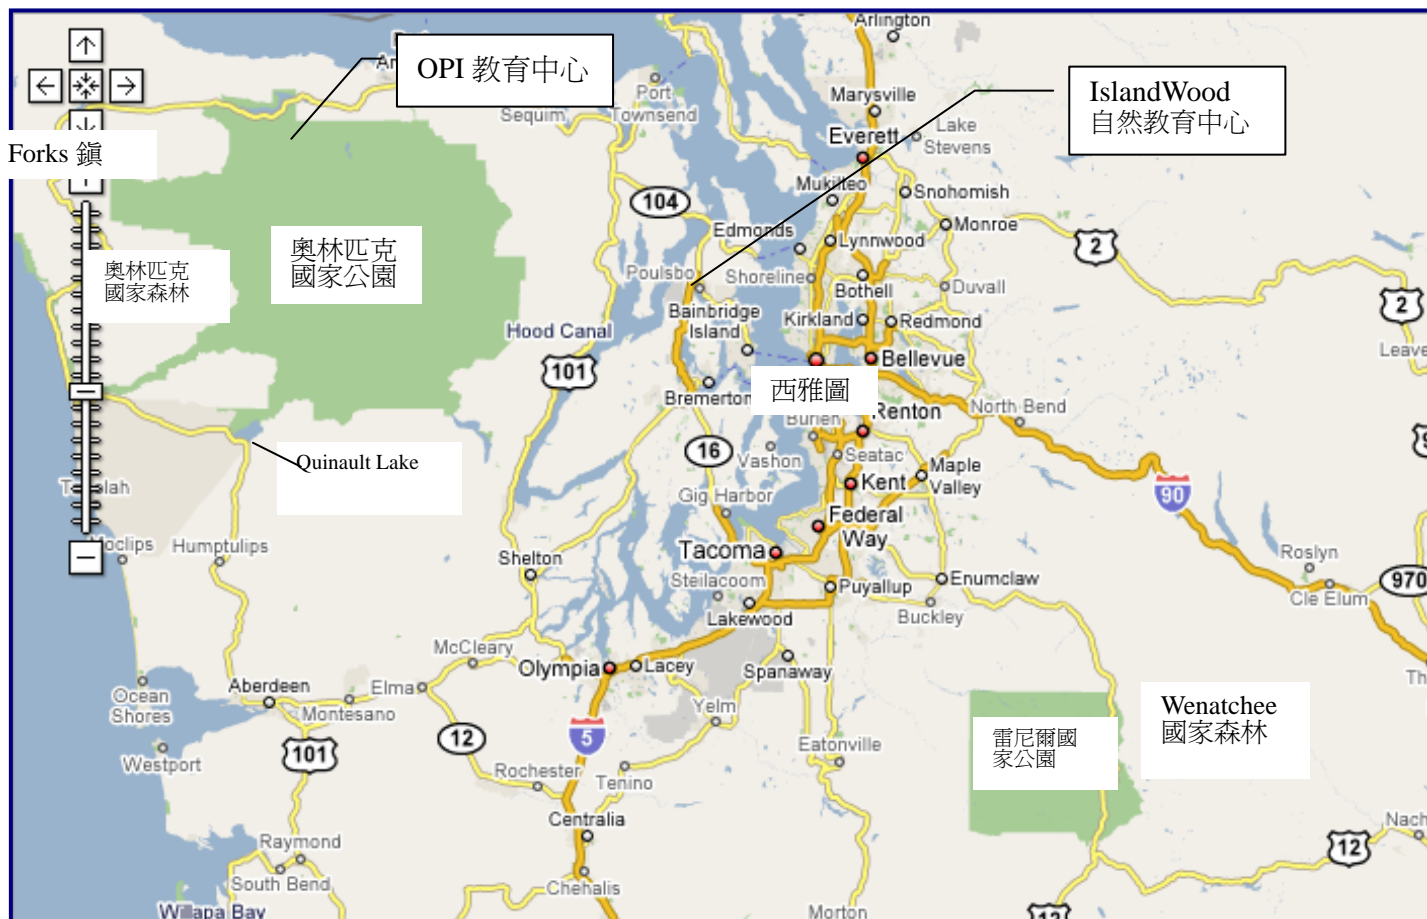 Arlington
OPI 教育中心
IslandWood
自然教育中心
Port
Townsend
Sequim
Marysville
Everett
Lake
Stevens
Forks 鎮
Mukilteo
Snohomish
104
Monroe
Edmonds
Lynnwood
2
奧林匹克
國家公園
奧林匹克
國家森林
Poulsbo
Shoreline
Bothell
Duvall
2
Bainbridge
Island
Kirkland
Redmond
Hood Canal
Bellevue
101
西雅圖
Bremerton
North Bend
Renton
Burien
16
Seatac
Vashon
Maple
Valley
Quinault Lake
Kent
90
Gig Harbor
Federal
Way
Tacoma
Moclips
Humptulips
Shelton
Roslyn
Steilacoom
Puyallup
Enumclaw
970
Cle Elum
Lakewood
Buckley
McCleary
Olympia
Lacey
Spanaway
Ocean
Shores
Aberdeen
Elma
Montesano
Yelm
Wenatchee
國家森林
雷尼爾國
家公園
12
5
101
Westport
Eatonville
Rochester
Tenino
Centralia
Raymond
12
South Bend
Chehalis
Willapa Bay
Morton
12